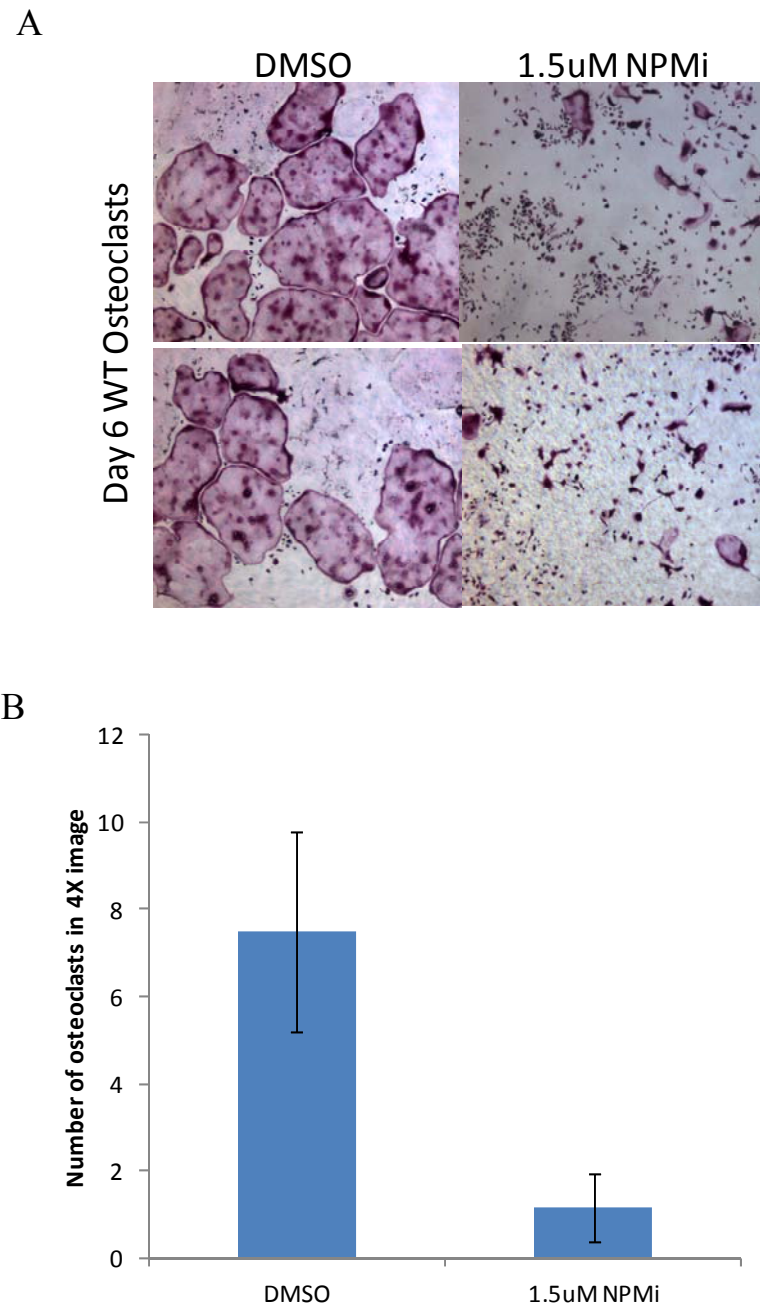 A
DMSO 1.5uM NPMi
Day 6 WT Osteoclasts
B
Number of osteoclasts in 4X image
12
10
8
6
4
2
0
DMSO 1.5uM NPMi